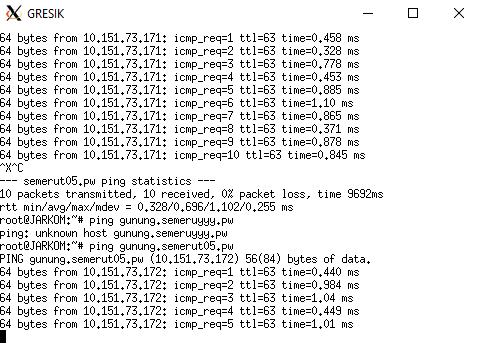 GRESIK
64 bytes from 10.151.73.171: icmp_req=1 ttl=63 time=0.458 ms
64 bytes from 10.151.73.171: icmp_req=2 ttl=63 time=0.328 ms
64 bytes from 10.151.73.171: icmp_req=3 ttl=63 time=0.778 ms
64 bytes from 10.151.73.171: icmp_req=4 ttl=63 time=0.453 ms
64 bytes from 10.151.73.171: icmp_req=5 ttl=63 time=0.885 ms
64 bytes from 10.151.73.171: icmp_req=6 ttl=63 time=1.10 ms
64 bytes from 10.151.73.171: icmp_req=7 ttl=63 time=0.865 ms
64 bytes from 10.151.73.171: icmp_req=8 ttl=63 time=0.371 ms
64 bytes from 10.151.73.171: icmp_req=9 ttl=63 time=0.878 ms
64 bytes from 10.151.73.171: icmp_req=10 ttl=63 time=0.845 ms
^X^C
--- semerut05.pw ping statistics ---
10 packets transmitted, 10 received, 0% packet loss, time 9692ms
rtt min/avg/max/mdev = 0.328/0.696/1.102/0.255 ms
root@JARKOM:~# ping gunung.semeruyyy.pw
ping: unknown host gunung.semeruyyy.pw
root@JARKOM:~# ping gunung.semerut05.pw
PING gunung.semerut05.pw (10.151.73.172) 56(84) bytes of data.
64 bytes from 10.151.73.172: icmp_req=1 ttl=63 time=0.440 ms
64 bytes from 10.151.73.172: icmp_req=2 ttl=63 time=0.984 ms
64 bytes from 10.151.73.172: icmp_req=3 ttl=63 time=1.04 ms
64 bytes from 10.151.73.172: icmp_req=4 ttl=63 time=0.449 ms
64 bytes from 10.151.73.172: icmp_req=5 ttl=63 time=1.01 ms